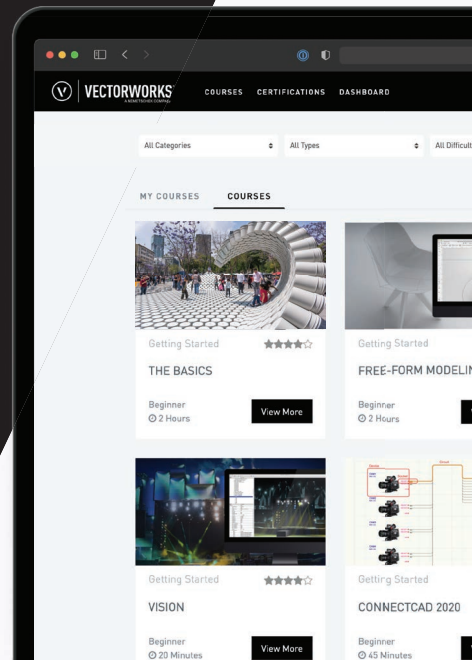 VECTORWORKS
A NEMETSCHEK COMPANY
COURSES CERTIFICATIONS DASHBOARD
All Categories All Types All Difficult
MY COURSES COURSES
Getting Started Getting Started
THE BASICS FREE-FORM MODELIN
Beginner Beginner
2 Hours 2 Hours
View More
Getting Started Getting Started
VISION CONNECTCAD 2020
Beginner Beginner
20 Minutes 45 Minutes
View More